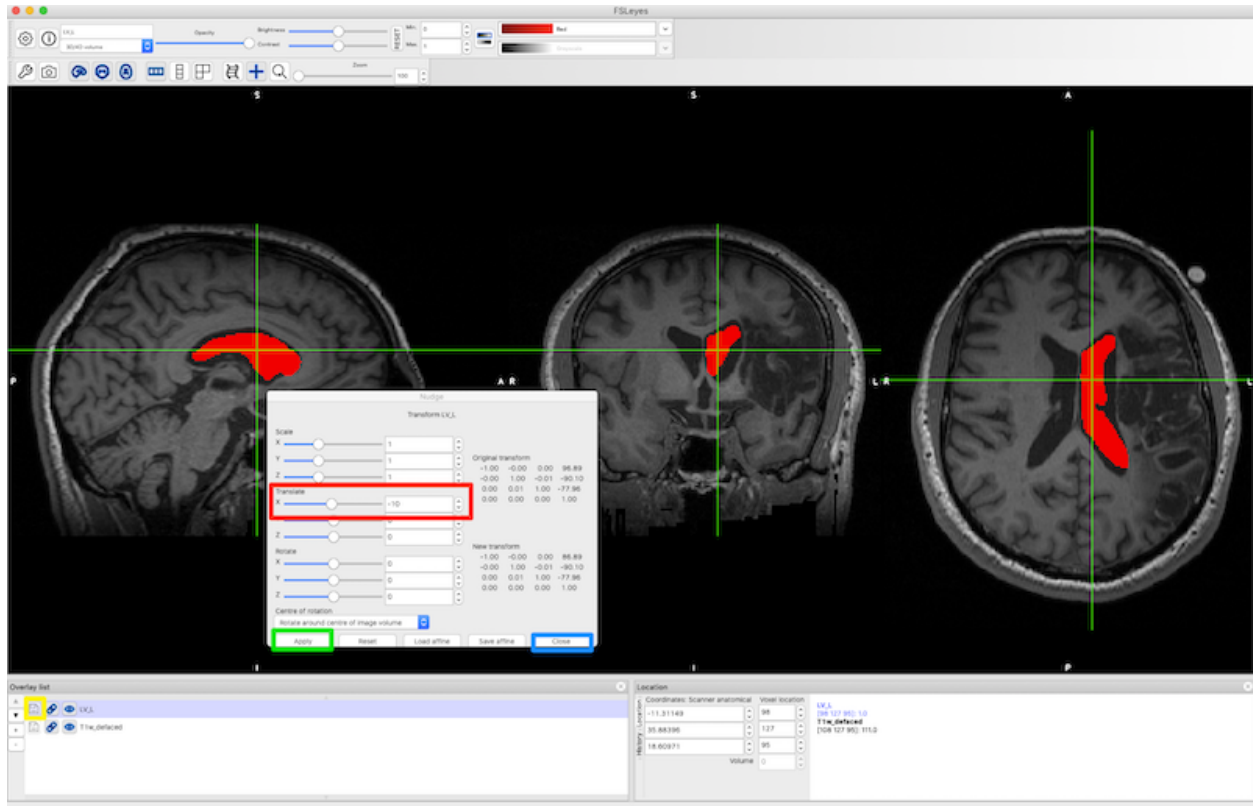 FSLeyes
LV_L
3D/4D volume
Opacity
Brightness
Contrast
RESET
Min. 0
Max 1
Red
Greyscale
Zoom
100
S
S
A
P
A R
L R
L
Nudge
Transform LV_L
Scale
X 1
Y 1
Z 1
Translate
X -10
Z 0
Rotate
X 0
Y 0
Z 0
Original transform
-1.00 -0.00 0.00 96.89
-0.00 1.00 -0.01 -90.10
0.00 0.01 1.00 -77.96
0.00 0.00 0.00 1.00
New transform
-1.00 -0.00 0.00 86.89
-0.00 1.00 -0.01 -90.10
0.00 0.01 1.00 -77.96
0.00 0.00 0.00 1.00
Centre of rotation
Rotate around centre of image volume
Apply Reset Load affine Save affine Close
I
I
P
Overlay list
LV_L
T1w_defaced
Location
History Location
Coordinates: Scanner anatomical Voxel location
-11.31149 98
35.88396 127
18.60971 95
Volume 0
LV_L
[98 127 95]: 1.0
T1w_defaced
[108 127 95]: 111.0